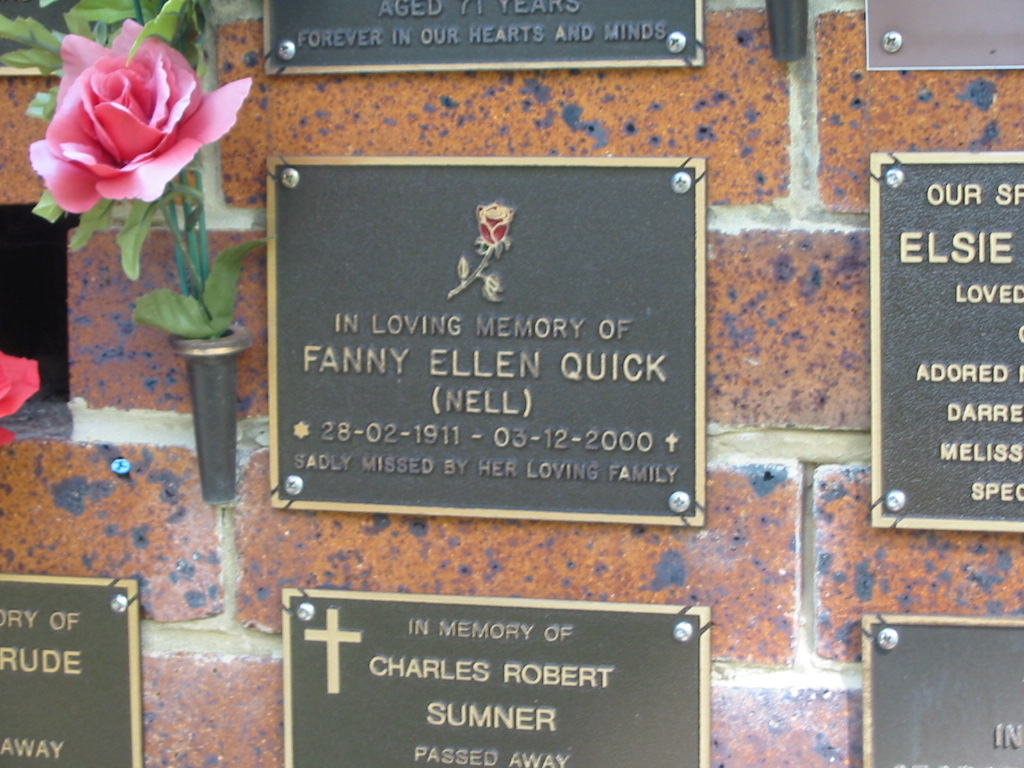 AGED 71 YEARS
FOREVER IN OUR HEARTS AND MINDS
IN LOVING MEMORY OF
FANNY ELLEN QUICK
(NELL)
28-02-1911 - 03-12-2000
SADLY MISSED BY HER LOVING FAMILY
OUR
ELSIE
LOVED
ADORED
DARRE
MELISS
SPEC
OF
RUDE
AWAY
IN MEMORY OF
CHARLES ROBERT
SUMNER
PASSED AWAY
IN